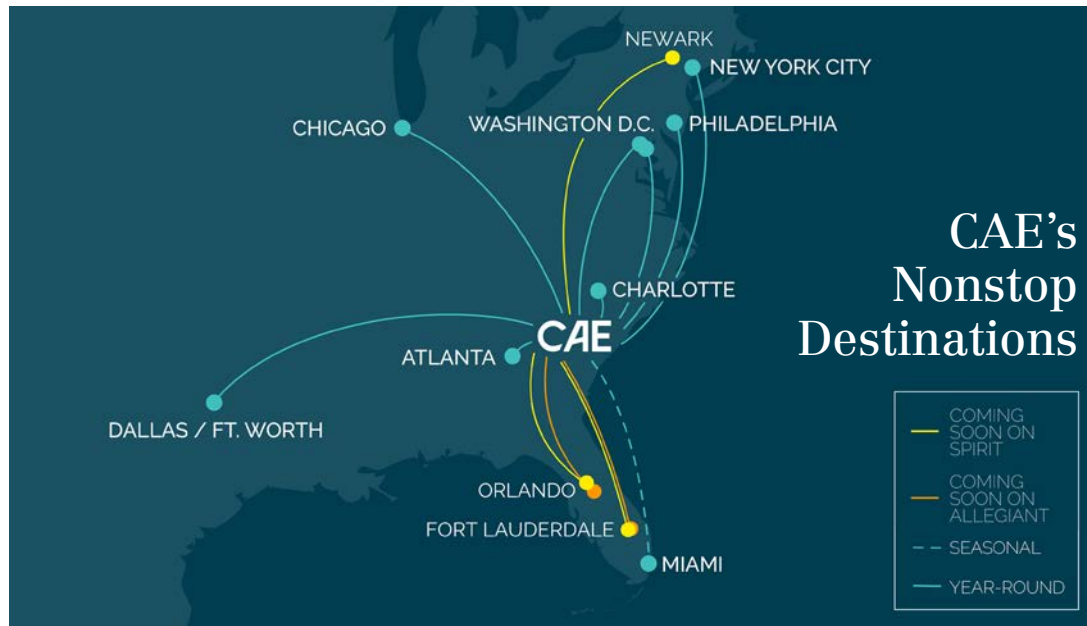 NEWARK
NEW YORK CITY
CHICAGO
WASHINGTON D.C.
PHILADELPHIA
CAE's
Nonstop
Destinations
CHARLOTTE
CAE
ATLANTA
DALLAS / FT. WORTH
ORLANDO
FORT LAUDERDALE
MIAMI
COMING
SOON ON
SPIRIT
COMING
SOON ON
ALLEGIANT
SEASONAL
YEAR-ROUND